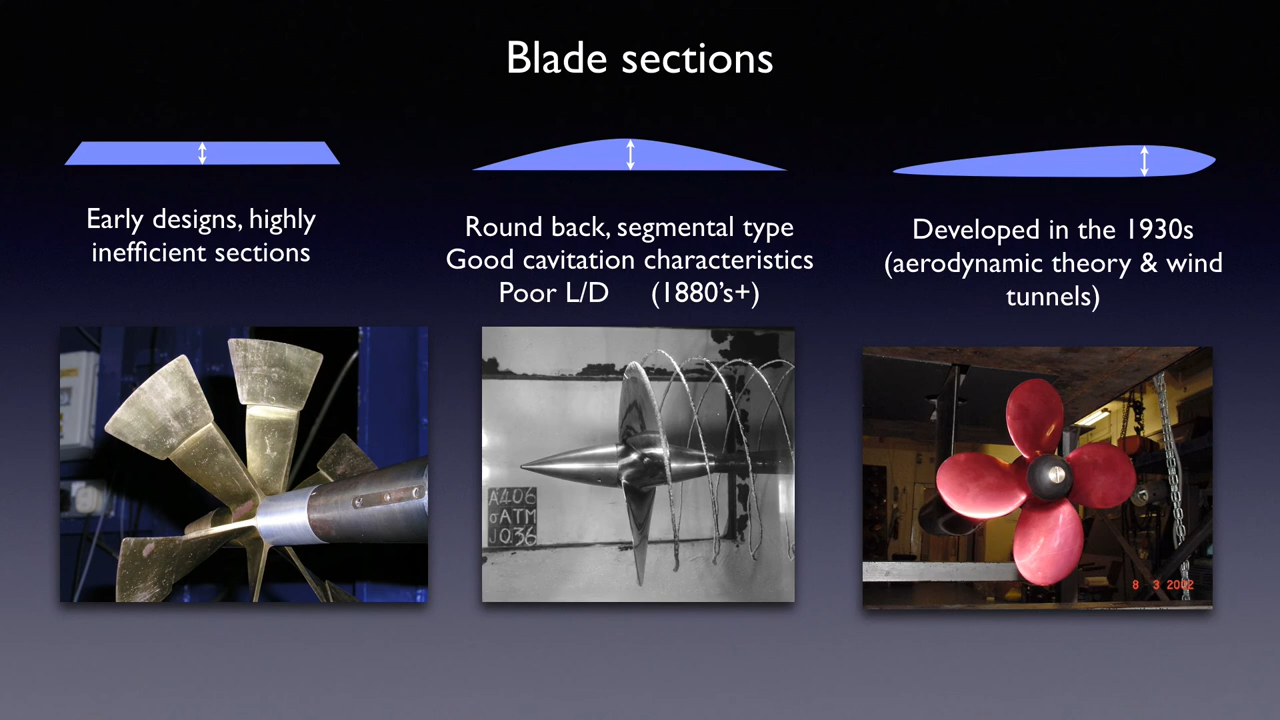 Blade sections
Early designs, highly
inefficient sections
Round back, segmental type
Good cavitation characteristics
Poor L/D (1880's+)
Developed in the 1930s
(aerodynamic theory & wind
tunnels)
A406
σATM
J0.36
8 3 2002